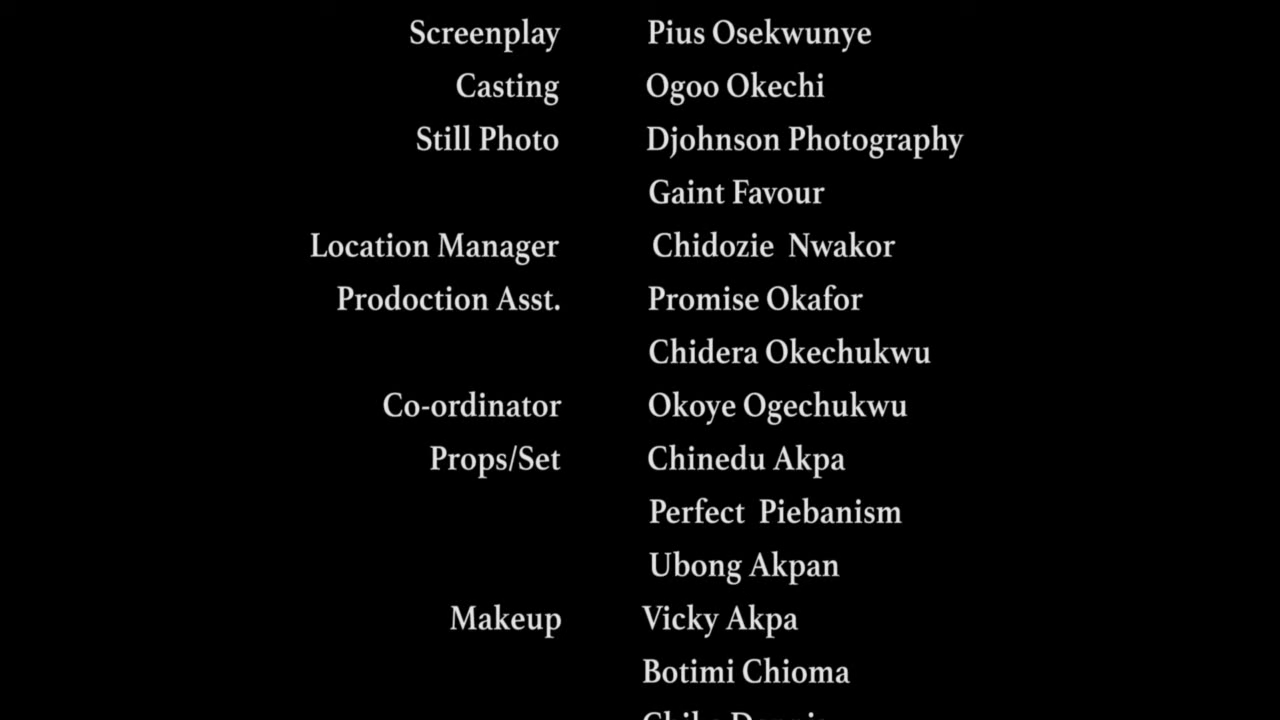 Screenplay Pius Osekwunye
Casting Ogoo Okechi
Still Photo Djohnson Photography
Gaint Favour
Location Manager Chidozie Nwakor
Prodoction Asst. Promise Okafor
Chidera Okechukwu
Co-ordinator Okoye Ogechukwu
Props/Set Chinedu Akpa
Perfect Piebanism
Ubong Akpan
Makeup Vicky Akpa
Botimi Chioma